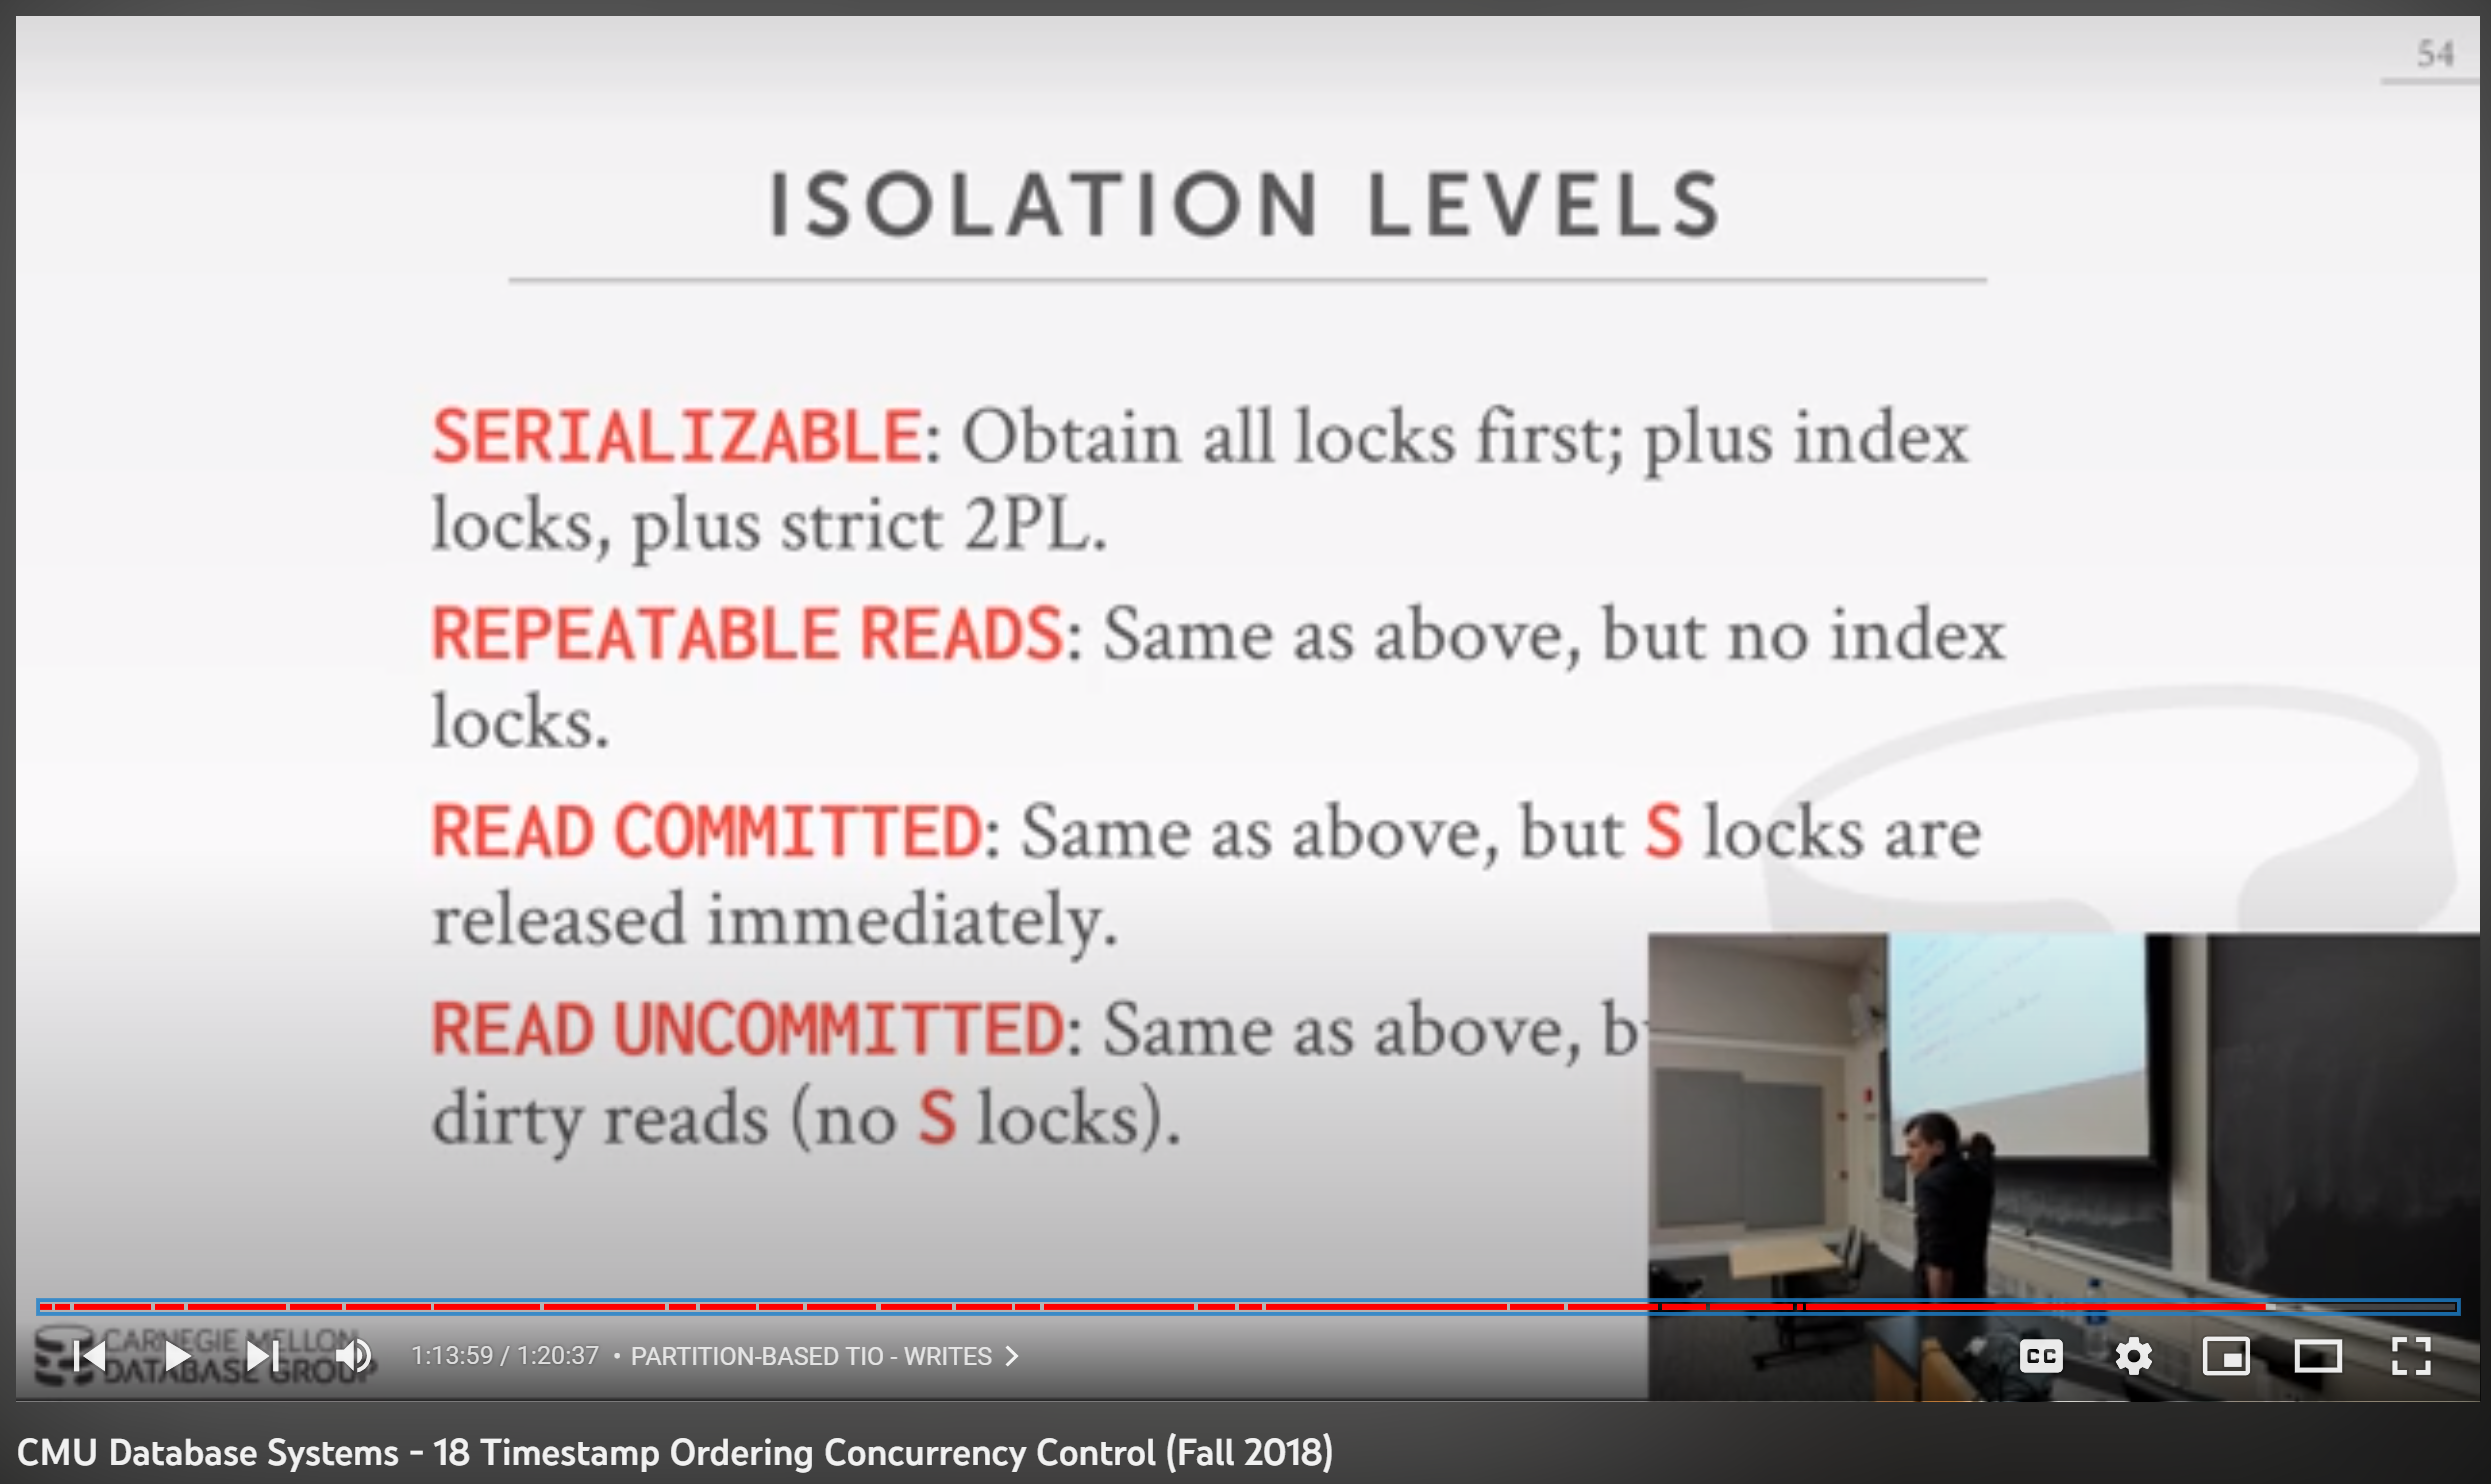 54
ISOLATION LEVELS
SERIALIZABLE: Obtain all locks first; plus index
locks, plus strict 2PL.
REPEATABLE READS: Same as above, but no index
locks.
READ COMMITTED: Same as above, but S locks are
released immediately.
READ UNCOMMITTED: Same as above,
dirty reads (no S locks).
CARNEGIE MELLON
DATABASE GROUP
1:13:59 / 1:20:37 • PARTITION-BASED TIO - WRITES
CC
CMU Database Systems - 18 Timestamp Ordering Concurrency Control (Fall 2018)